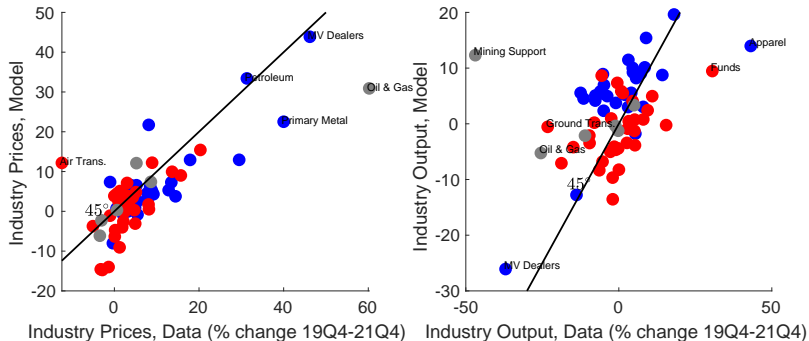 50
40
30
20
10
0
-10
-20
0
20
40
60
Industry Prices, Model
Industry Prices, Data (% change 19Q4-21Q4)
MV Dealers
Petroleum
Oil & Gas
Primary Metal
Air Trans.
45°
20
10
0
-10
-20
-30
-50
0
50
Industry Output, Model
Industry Output, Data (% change 19Q4-21Q4)
Mining Support
Apparel
Funds
Ground Trans.
Oil & Gas
45°
MV Dealers